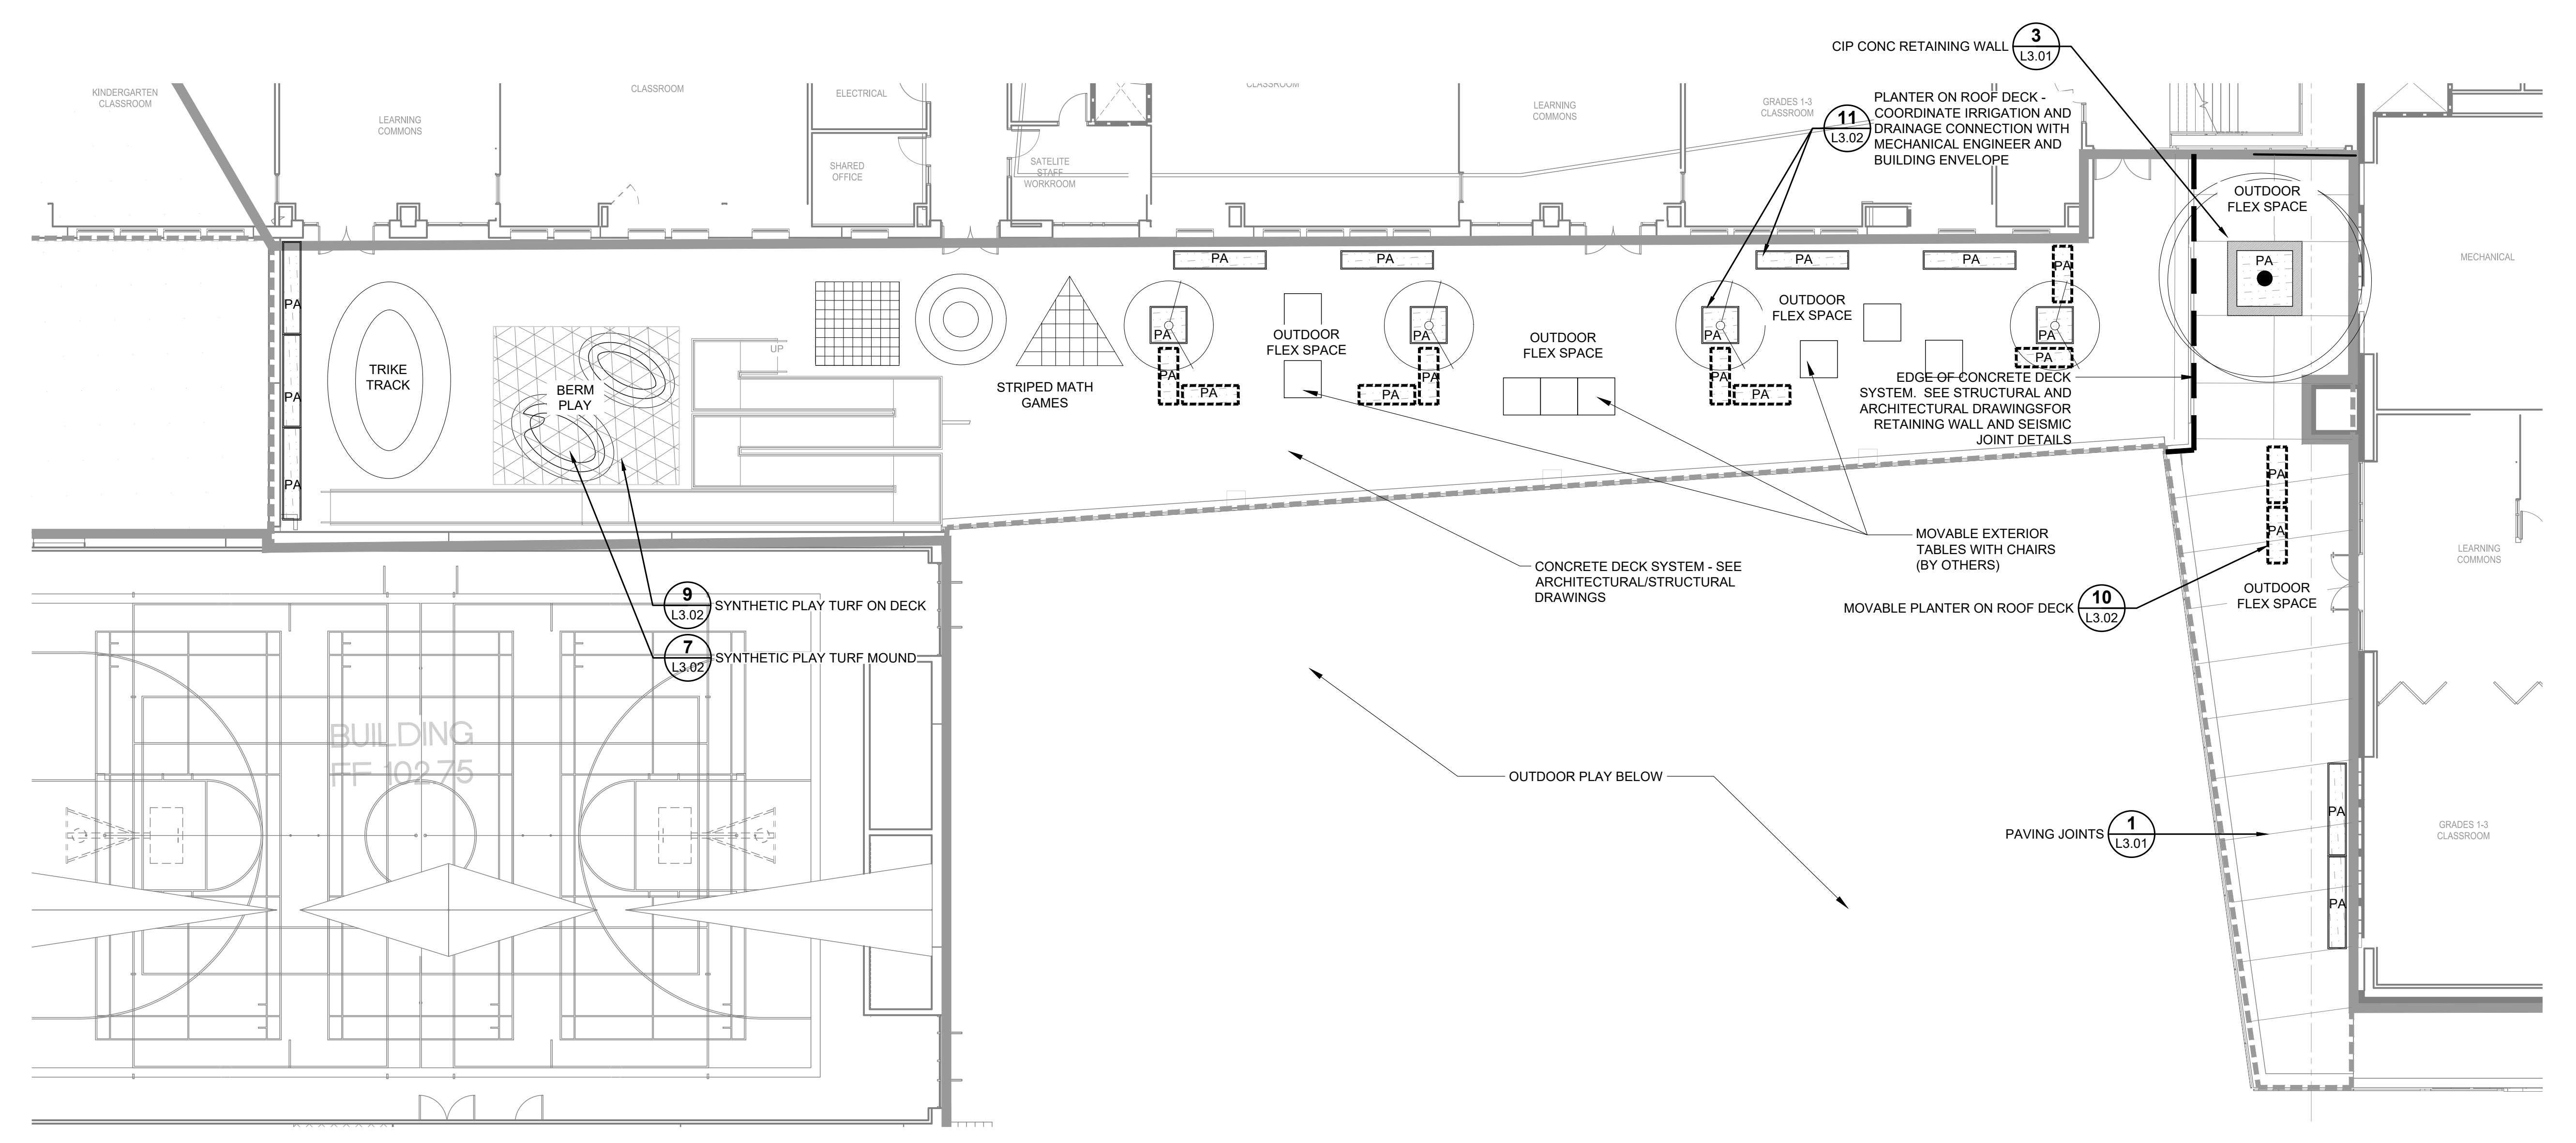 3
CIP CONC RETAINING WALL
L3.01
KINDERGARTEN
CLASSROOM
CLASSROOM
ELECTRICAL
CLASSROOM
LEARNING
COMMONS
GRADES 1-3
CLASSROOM
11
L3.02
PLANTER ON ROOF DECK -
COORDINATE IRRIGATION AND
DRAINAGE CONNECTION WITH
MECHANICAL ENGINEER AND
BUILDING ENVELOPE
LEARNING
COMMONS
SHARED
OFFICE
SATELITE
STAFF
WORKROOM
OUTDOOR
FLEX SPACE
PA
PA
PA
PA
PA
PA
MECHANICAL
PA
PA
PA
PA
PA
PA
OUTDOOR
FLEX SPACE
OUTDOOR
FLEX SPACE
OUTDOOR
FLEX SPACE
UP
PA
TRIKE
TRACK
BERM
PLAY
STRIPED MATH
GAMES
PA
PA
PA
PA
PA
PA
PA
PA
EDGE OF CONCRETE DECK
SYSTEM. SEE STRUCTURAL AND
ARCHITECTURAL DRAWINGSFOR
RETAINING WALL AND SEISMIC
JOINT DETAILS
PA
PA
PA
MOVABLE EXTERIOR
TABLES WITH CHAIRS
(BY OTHERS)
CONCRETE DECK SYSTEM - SEE
ARCHITECTURAL/STRUCTURAL
DRAWINGS
LEARNING
COMMONS
OUTDOOR
FLEX SPACE
9
SYNTHETIC PLAY TURF ON DECK
L3.02
10
MOVABLE PLANTER ON ROOF DECK
L3.02
7
SYNTHETIC PLAY TURF MOUND
L3.02
BUILDING
FF 102.75
OUTDOOR PLAY BELOW
PA
1
PAVING JOINTS
L3.01
GRADES 1-3
CLASSROOM
PA